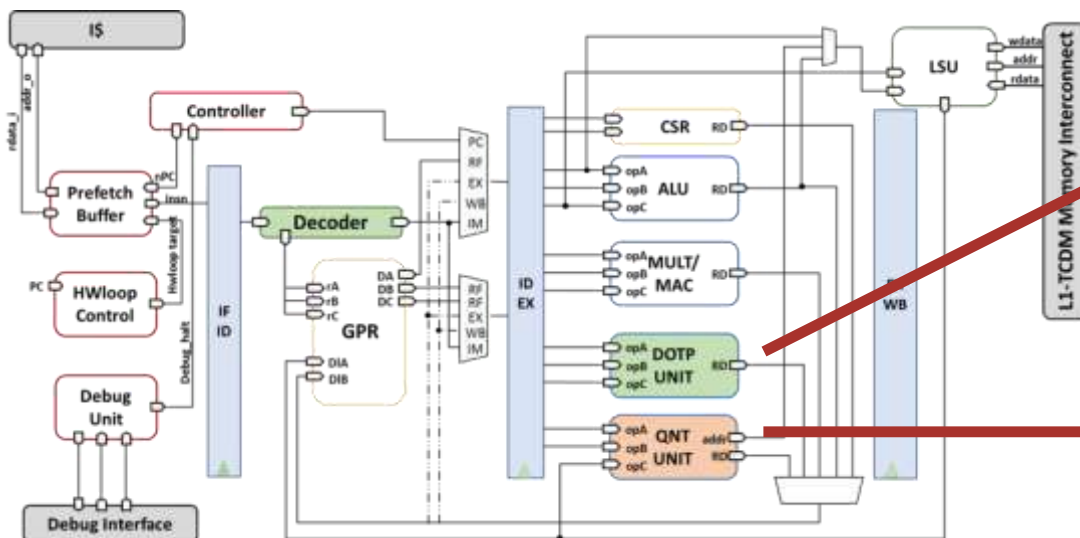 I$
rdata_i
addr_o
Controller
nPC
insn
Prefetch
Buffer
Hwloop target
PC
HWloop
Control
Debug_halt
Debug
Unit
Debug Interface
IF
ID
Decoder
rA
rB
rC
DA
DB
DC
GPR
DIA
DIB
PC
RF
EX
WB
IM
RF
RF
EX
WB
IM
ID
EX
CSR
RD
opA
opB
opC
ALU
RD
opA
opB
opC
MULT/
MAC
RD
opA
opB
opC
DOTP
UNIT
RD
opA
opB
opC
QNT
UNIT
addr
RD
WB
LSU
wdata
addr
rdata
L1-TCDM Memory Interconnect